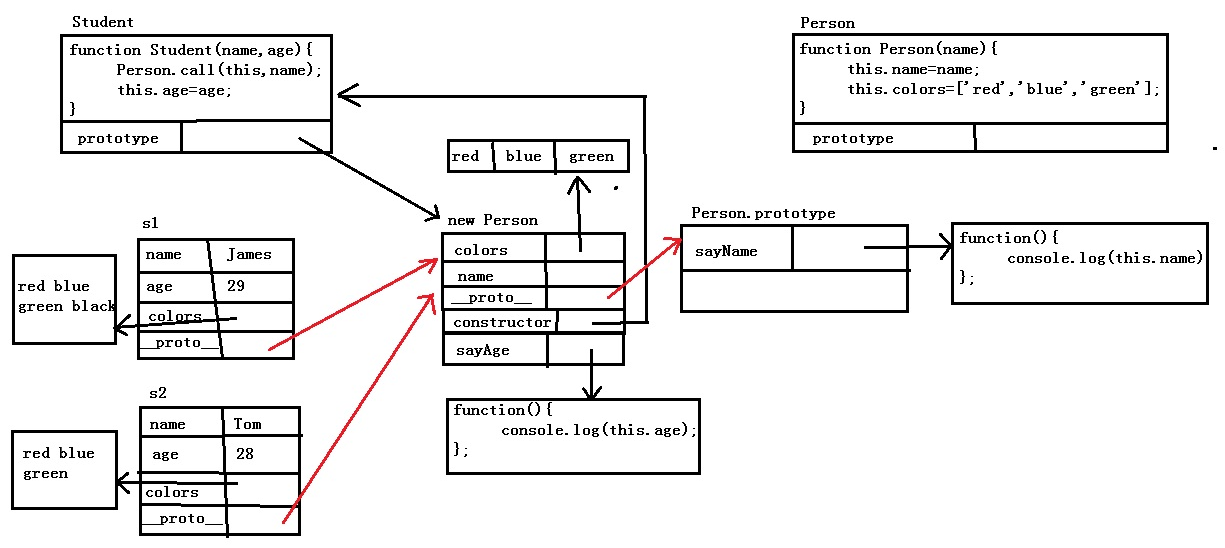 Student
function Student(name,age){
Person.call(this,name);
this.age=age;
}
prototype
Person
function Person(name){
this.name=name;
this.colors=['red','blue','green'];
}
prototype
red blue green
new Person
colors
name
__proto__
constructor
sayAge
Person.prototype
sayName
function(){
console.log(this.name)
};
s1
name James
age 29
colors
__proto__
red blue
green black
s2
name Tom
age 28
colors
__proto__
red blue
green
function(){
console.log(this.age);
};